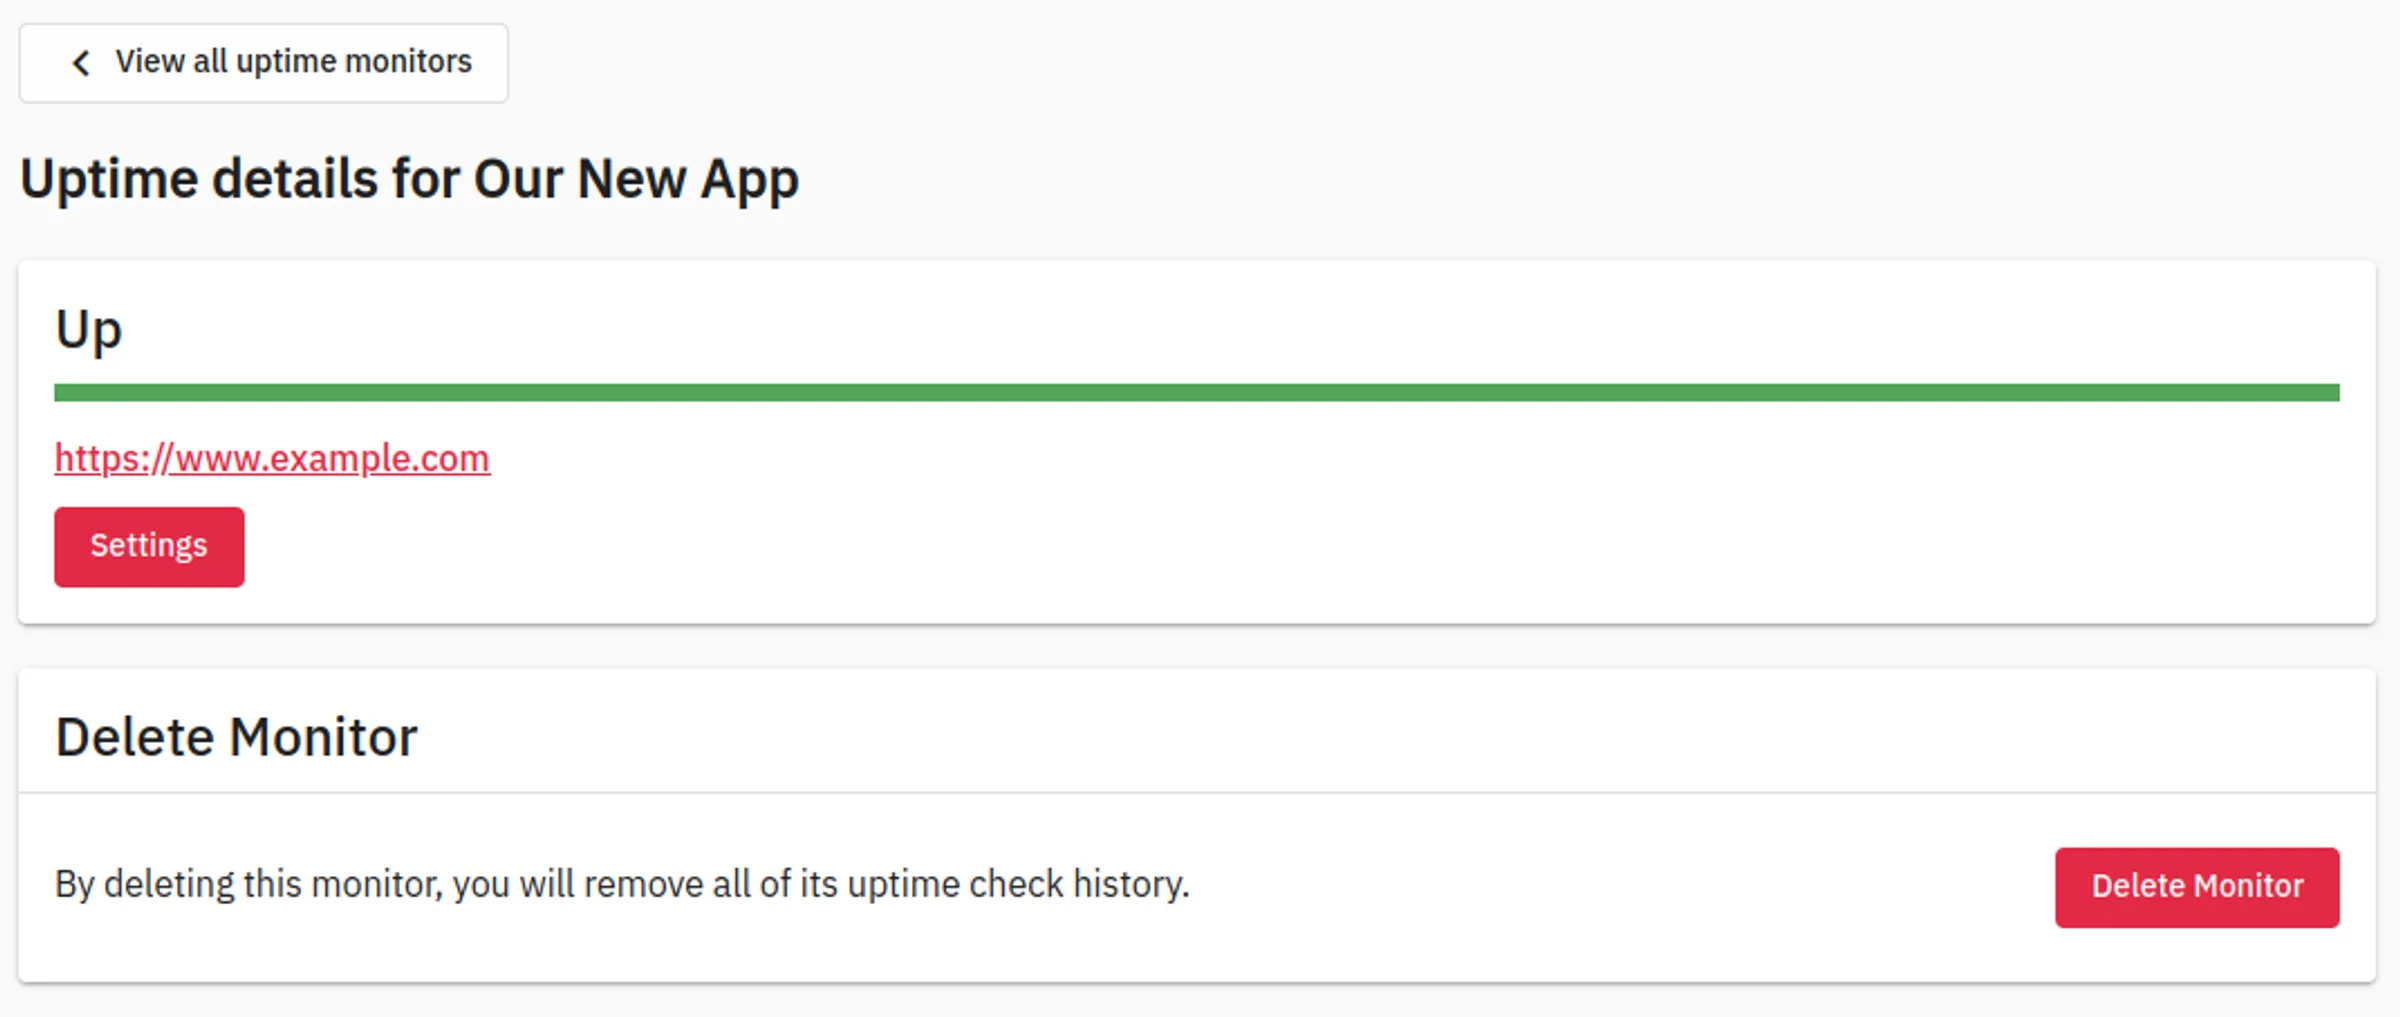 View all uptime monitors
Uptime details for Our New App
Up
https://www.example.com
Settings
Delete Monitor
By deleting this monitor, you will remove all of its uptime check history.
Delete Monitor